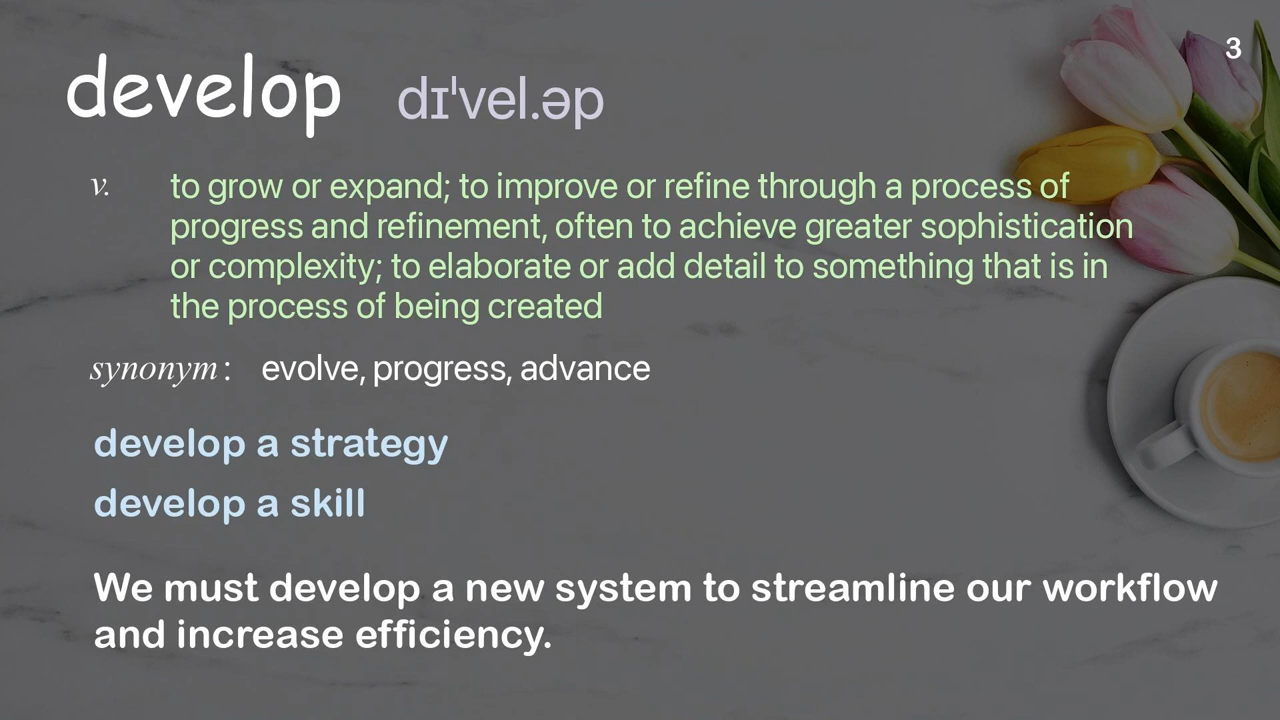 3
develop dɪˈvel.əp
v. to grow or expand; to improve or refine through a process of
progress and refinement, often to achieve greater sophistication
or complexity; to elaborate or add detail to something that is in
the process of being created
synonym : evolve, progress, advance
develop a strategy
develop a skill
We must develop a new system to streamline our workflow
and increase efficiency.